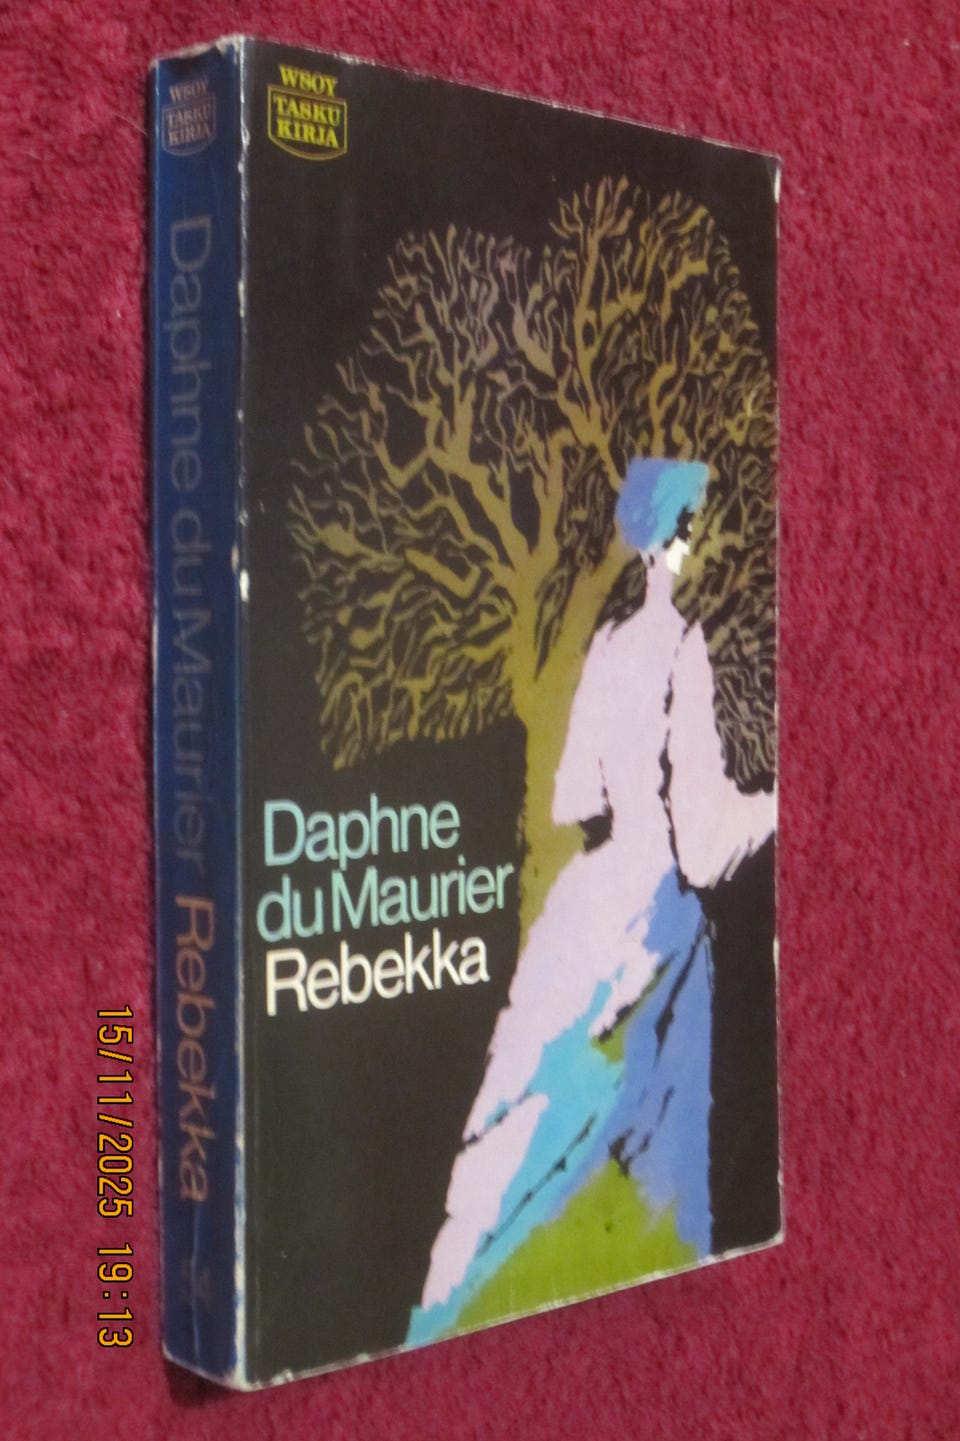 WSOY
TASKU
KIRJA
Daphne du Maurier Rebekka
WSOY
TASKU
KIRJA
Daphne
du Maurier
Rebekka
15/11/2025 19:13